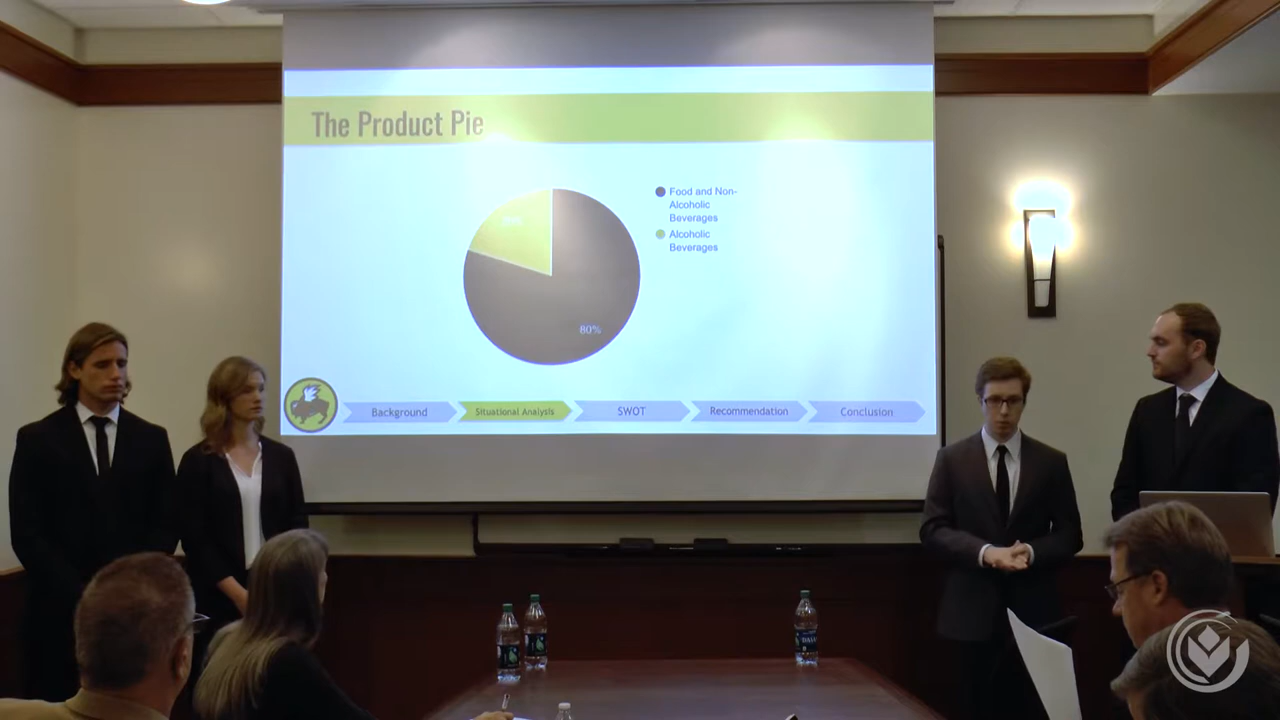 The Product Pie
Food and Non-
Alcoholic
Beverages
Alcoholic
Beverages
80%
Background
Situational Analysis
SWOT
Recommendation
Conclusion